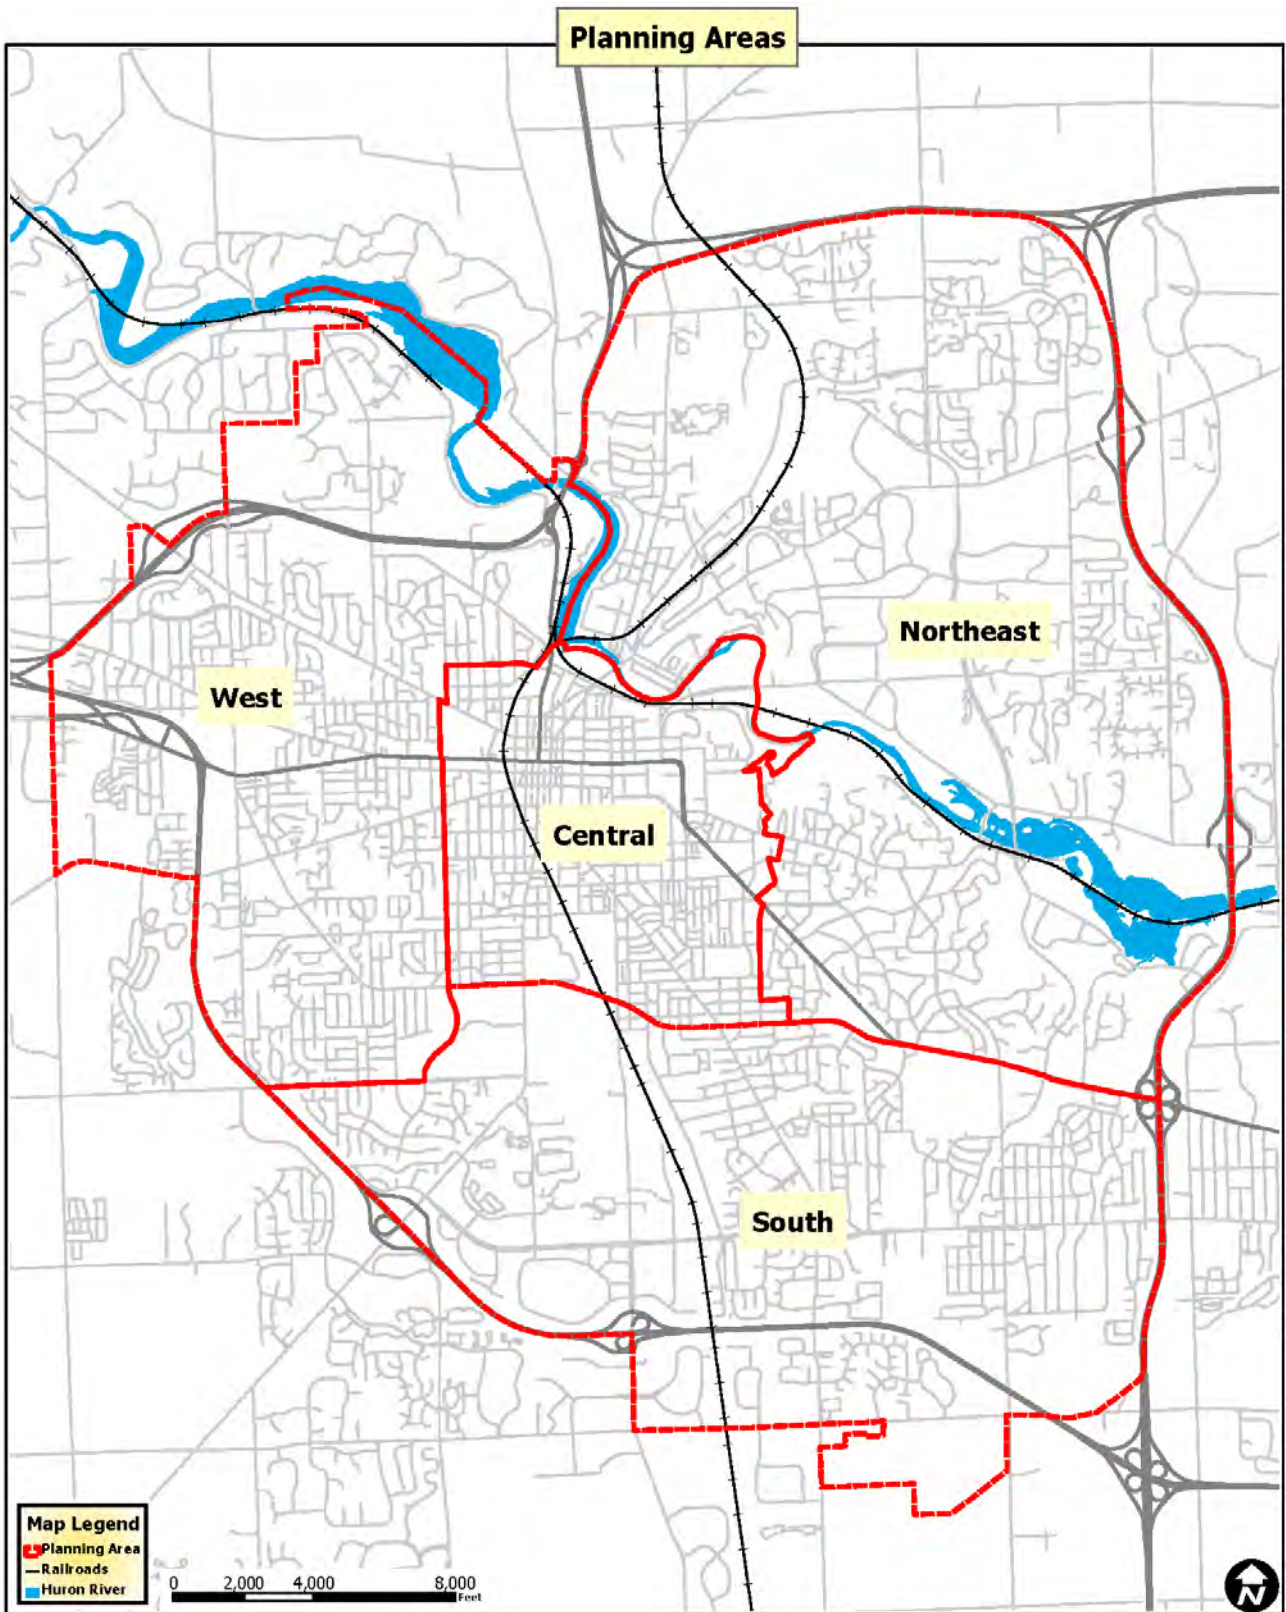 Planning Areas
Northeast
West
Central
South
Map Legend
Planning Area
Railroads
Huron River
0 2,000 4,000 8,000
Feet
N